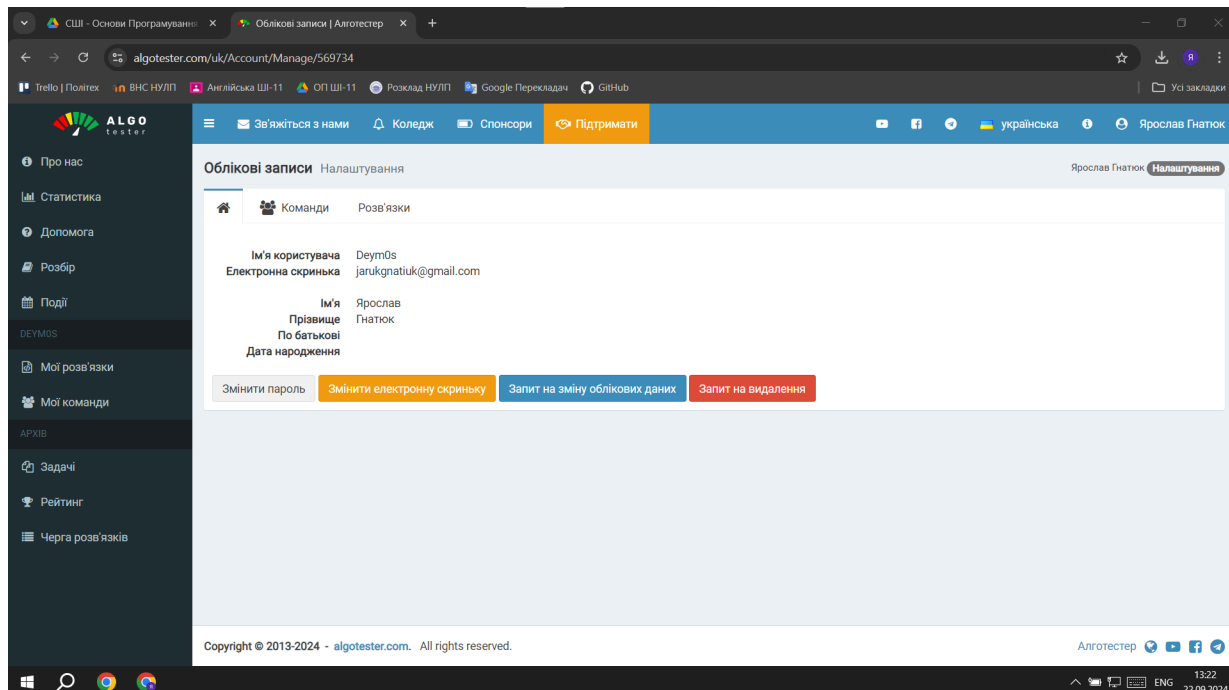 СШІ - Основи Програмування
Облікові записи | Алготестер
algotester.com/uk/Account/Manage/569734
Я
Trello | Політех
ВНС НУЛП
Англійська ШІ-11
ОП ШІ-11
Розклад НУЛП
Google Перекладач
GitHub
Усі закладки
ALGO
tester
Зв'яжіться з нами
Коледж
Спонсори
Підтримати
українська
Ярослав Гнатюк
Про нас
Статистика
Допомога
Розбір
Події
DEYM0S
Мої розв'язки
Мої команди
АРХІВ
Задачі
Рейтинг
Черга розв'язків
Облікові записи Налаштування
Ярослав Гнатюк Налаштування
Команди
Розв'язки
Ім'я користувача Deym0s
Електронна скринька jarukgnatiuk@gmail.com
Ім'я Ярослав
Прізвище Гнатюк
По батькові
Дата народження
Змінити пароль
Змінити електронну скриньку
Запит на зміну облікових даних
Запит на видалення
Copyright © 2013-2024 - algotester.com. All rights reserved.
Алготестер
ENG
13:22
22.09.2024